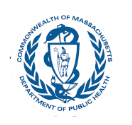 COMMONWEALTH OF MASSACHUSETTS
DEPARTMENT OF PUBLIC HEALTH